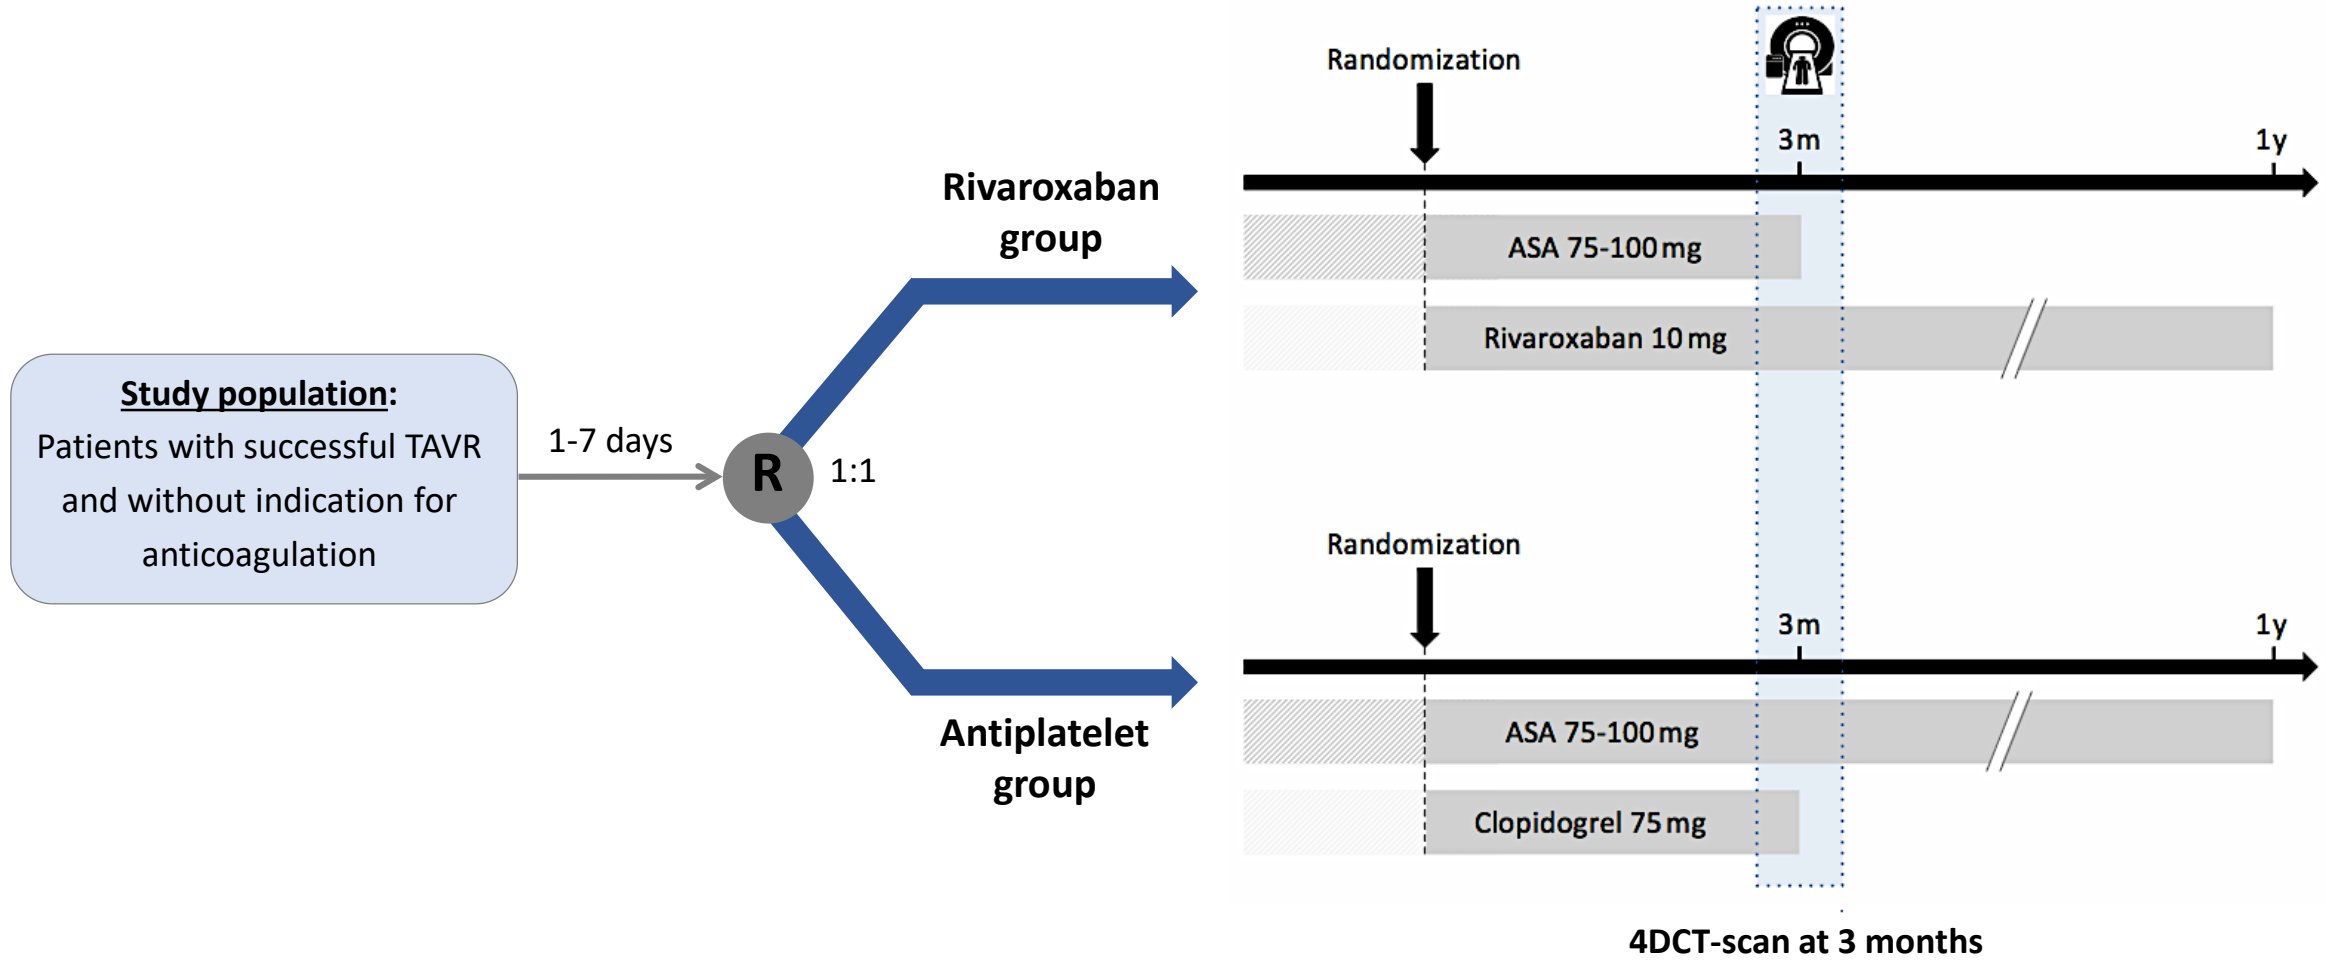 Study population:
Patients with successful TAVR
and without indication for
anticoagulation
1-7 days
R
1:1
Rivaroxaban
group
Randomization
3m
1y
ASA 75-100 mg
Rivaroxaban 10 mg
Antiplatelet
group
Randomization
3m
1y
ASA 75-100 mg
Clopidogrel 75 mg
4DCT-scan at 3 months